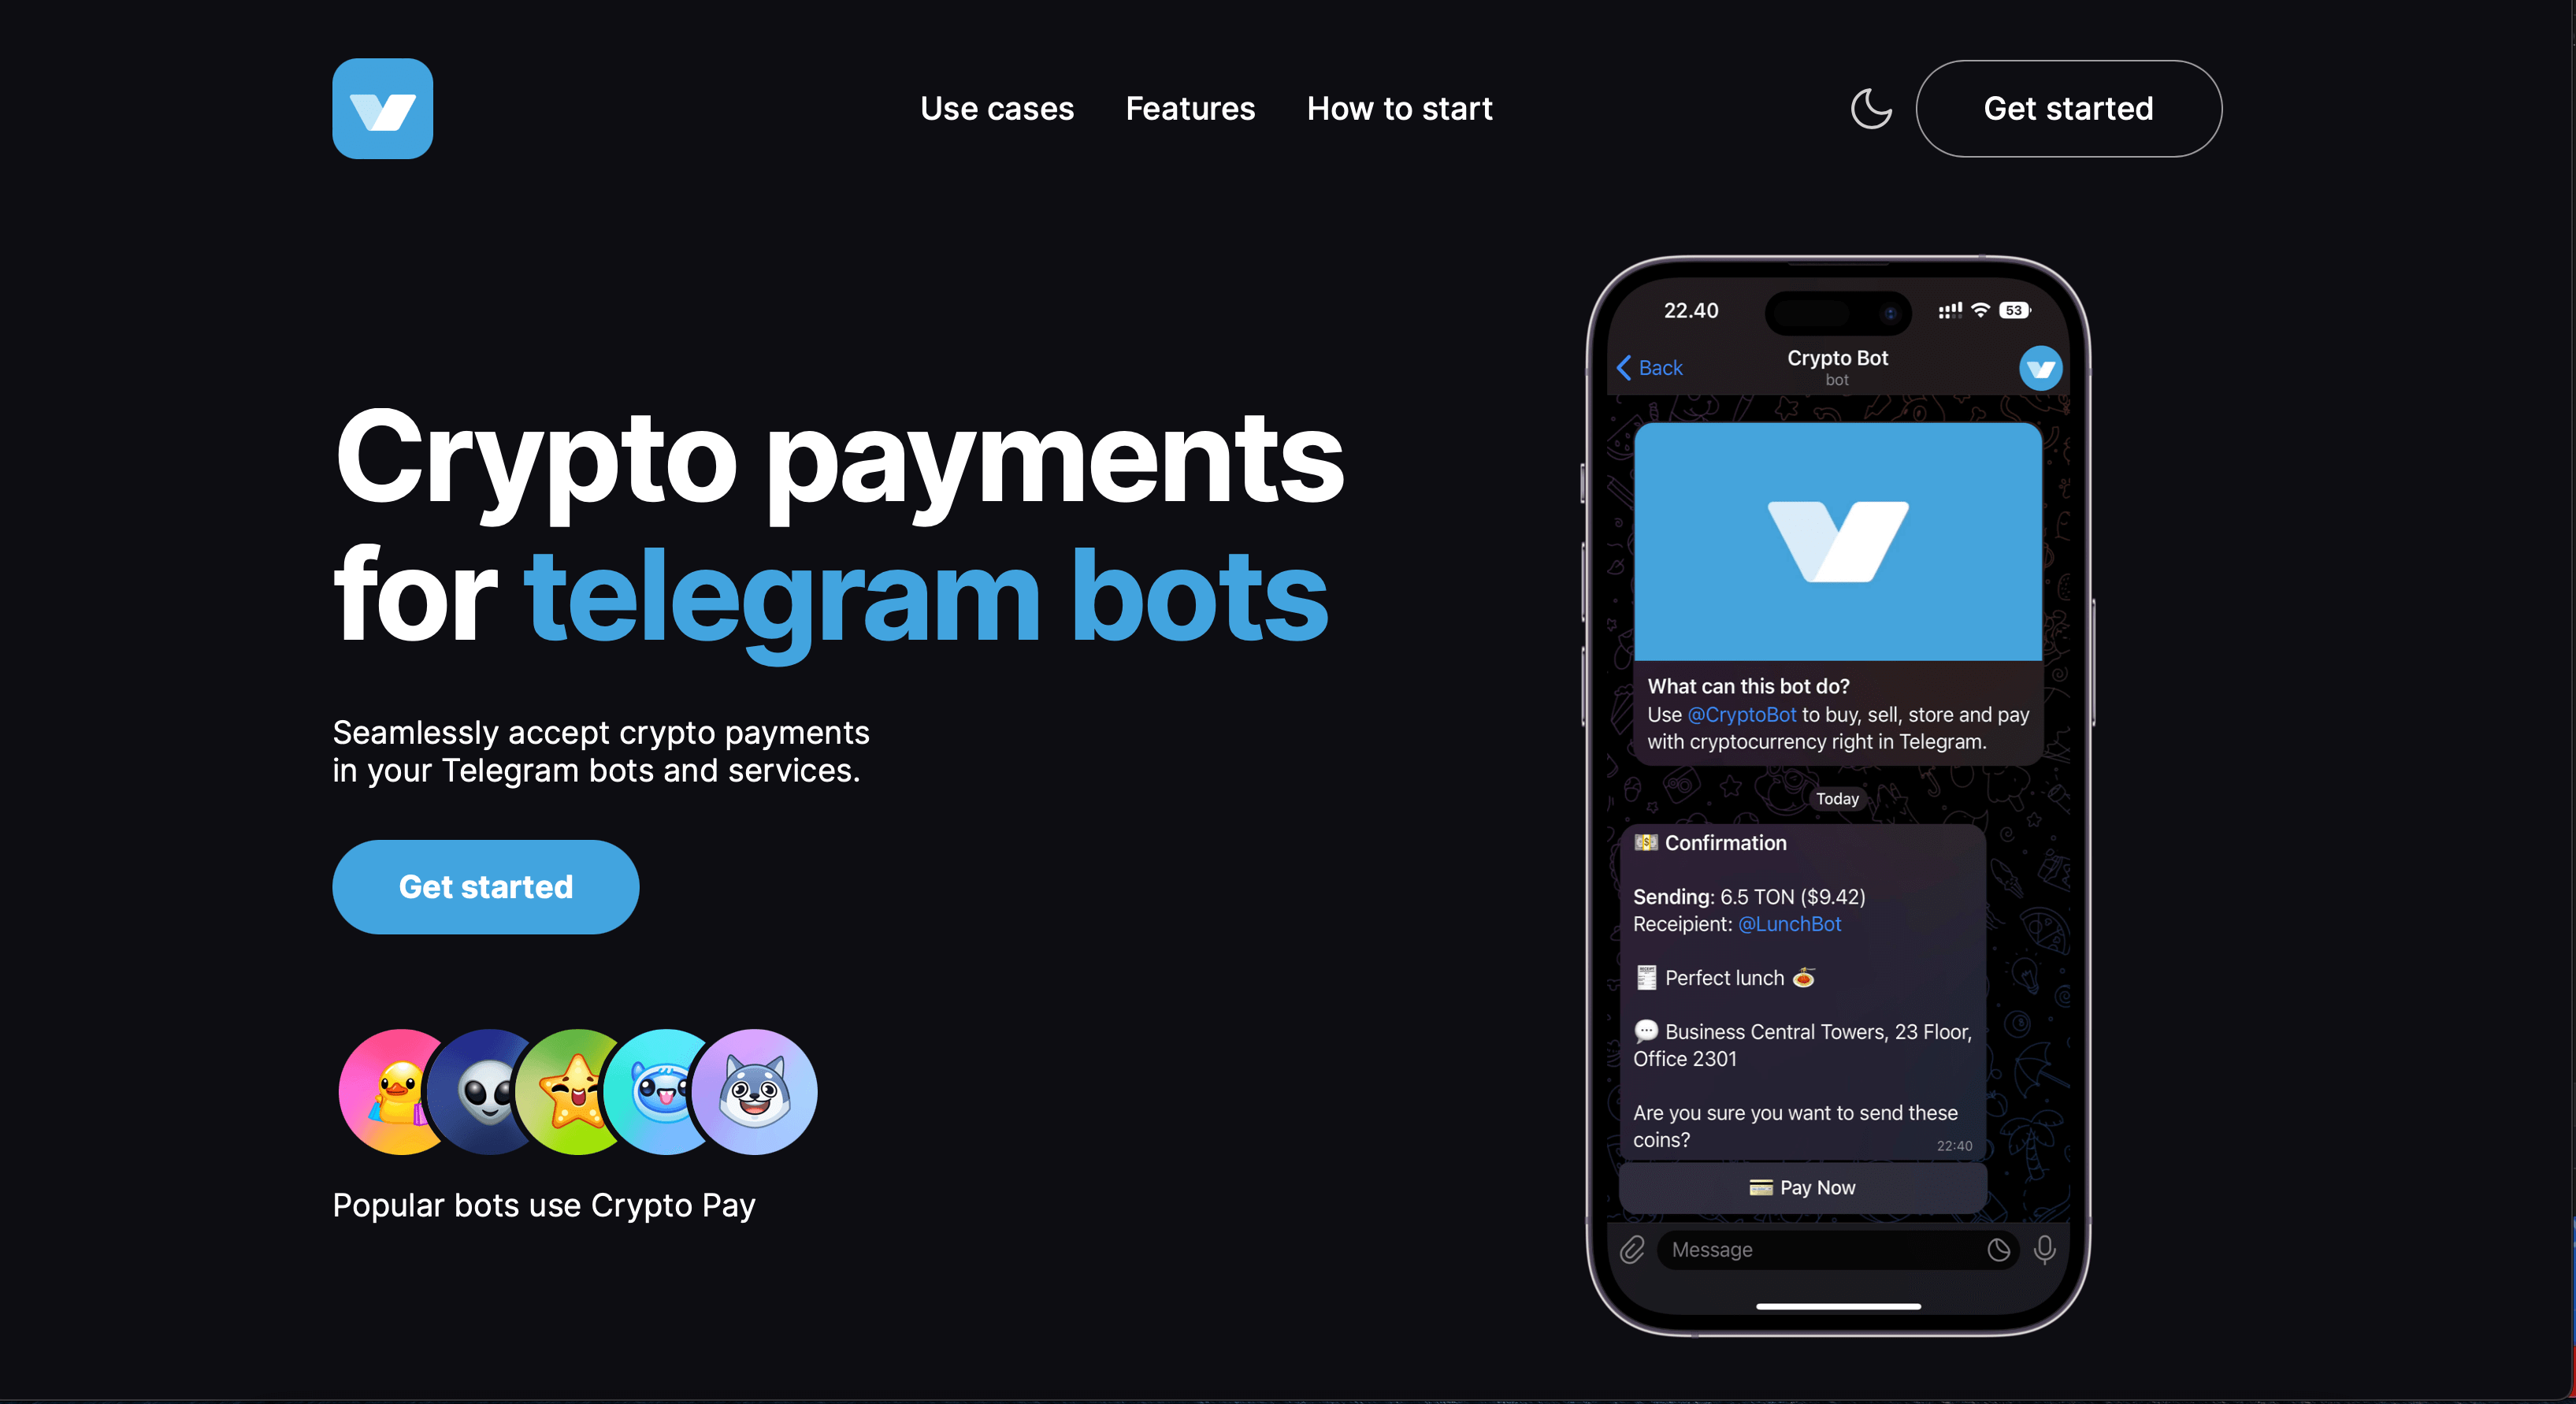 Use cases
Features
How to start
Get started
Crypto payments
for telegram bots
Seamlessly accept crypto payments
in your Telegram bots and services.
Get started
Popular bots use Crypto Pay
22.40
53
Back
Crypto Bot
bot
What can this bot do?
Use @CryptoBot to buy, sell, store and pay
with cryptocurrency right in Telegram.
Today
Confirmation
Sending: 6.5 TON ($9.42)
Receipient: @LunchBot
Perfect lunch
Business Central Towers, 23 Floor,
Office 2301
Are you sure you want to send these
coins?
22:40
Pay Now
Message